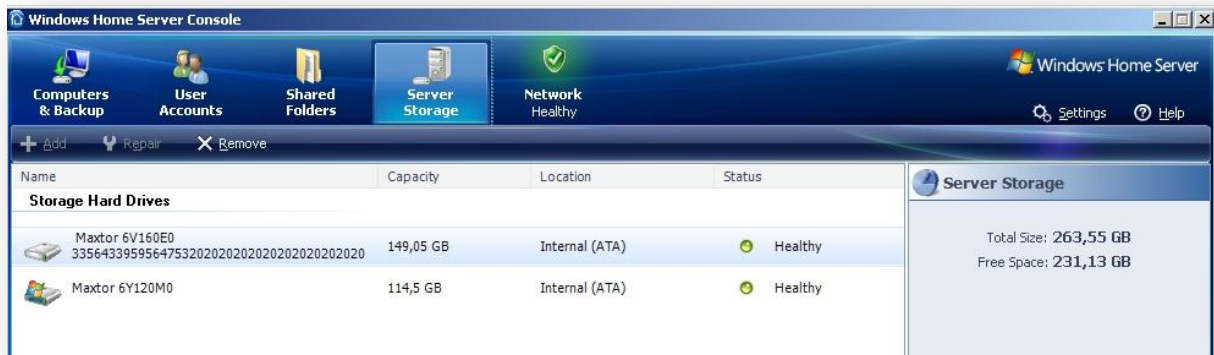 Windows Home Server Console
Computers & Backup
User Accounts
Shared Folders
Server Storage
Network
Healthy
Windows Home Server
Settings
Help
Add
Repair
Remove
Name Capacity Location Status
Storage Hard Drives
Maxtor 6V160E0
3356433959564753202020202020202020202020 149,05 GB Internal (ATA) Healthy
Maxtor 6Y120M0 114,5 GB Internal (ATA) Healthy
Server Storage
Total Size: 263,55 GB
Free Space: 231,13 GB